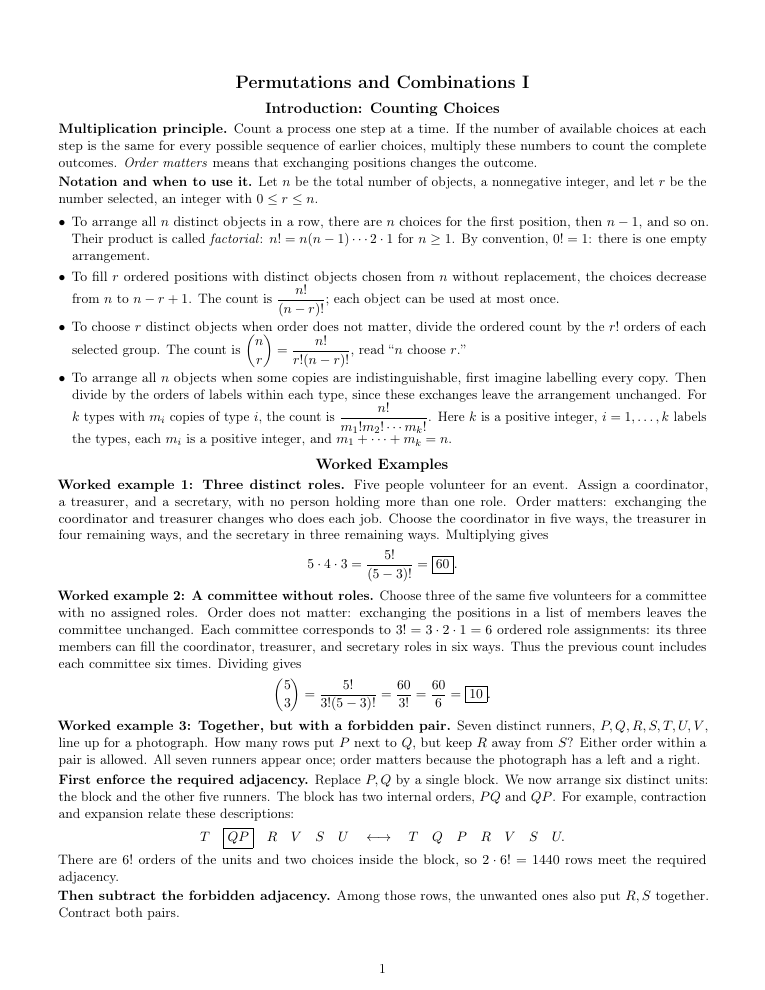 Permutations and Combinations I
Introduction: Counting Choices
Multiplication principle. Count a process one step at a time. If the number of available choices at each
step is the same for every possible sequence of earlier choices, multiply these numbers to count the complete
outcomes. Order matters means that exchanging positions changes the outcome.
Notation and when to use it. Let n be the total number of objects, a nonnegative integer, and let r be the
number selected, an integer with 0 ≤ r ≤ n.
• To arrange all n distinct objects in a row, there are n choices for the first position, then n − 1, and so on.
Their product is called factorial: n! = n(n − 1) · · · 2 · 1 for n ≥ 1. By convention, 0! = 1: there is one empty
arrangement.
• To fill r ordered positions with distinct objects chosen from n without replacement, the choices decrease
from n to n − r + 1. The count is n!/(n − r)!; each object can be used at most once.
• To choose r distinct objects when order does not matter, divide the ordered count by the r! orders of each
selected group. The count is (n r) = n!/(r!(n − r)!), read “n choose r.”
• To arrange all n objects when some copies are indistinguishable, first imagine labelling every copy. Then
divide by the orders of labels within each type, since these exchanges leave the arrangement unchanged. For
k types with mᵢ copies of type i, the count is n!/(m₁!m₂! · · · mₖ!). Here k is a positive integer, i = 1, . . . , k labels
the types, each mᵢ is a positive integer, and m₁ + · · · + mₖ = n.
Worked Examples
Worked example 1: Three distinct roles. Five people volunteer for an event. Assign a coordinator,
a treasurer, and a secretary, with no person holding more than one role. Order matters: exchanging the
coordinator and treasurer changes who does each job. Choose the coordinator in five ways, the treasurer in
four remaining ways, and the secretary in three remaining ways. Multiplying gives
5 · 4 · 3 = 5!/(5 − 3)! = 60.
Worked example 2: A committee without roles. Choose three of the same five volunteers for a committee
with no assigned roles. Order does not matter: exchanging the positions in a list of members leaves the
committee unchanged. Each committee corresponds to 3! = 3 · 2 · 1 = 6 ordered role assignments: its three
members can fill the coordinator, treasurer, and secretary roles in six ways. Thus the previous count includes
each committee six times. Dividing gives
(5 3) = 5!/(3!(5 − 3)!) = 60/3! = 60/6 = 10.
Worked example 3: Together, but with a forbidden pair. Seven distinct runners, P, Q, R, S, T, U, V,
line up for a photograph. How many rows put P next to Q, but keep R away from S? Either order within a
pair is allowed. All seven runners appear once; order matters because the photograph has a left and a right.
First enforce the required adjacency. Replace P, Q by a single block. We now arrange six distinct units:
the block and the other five runners. The block has two internal orders, PQ and QP. For example, contraction
and expansion relate these descriptions:
T QP R V S U ⟷ T Q P R V S U.
There are 6! orders of the units and two choices inside the block, so 2 · 6! = 1440 rows meet the required
adjacency.
Then subtract the forbidden adjacency. Among those rows, the unwanted ones also put R, S together.
Contract both pairs.
1